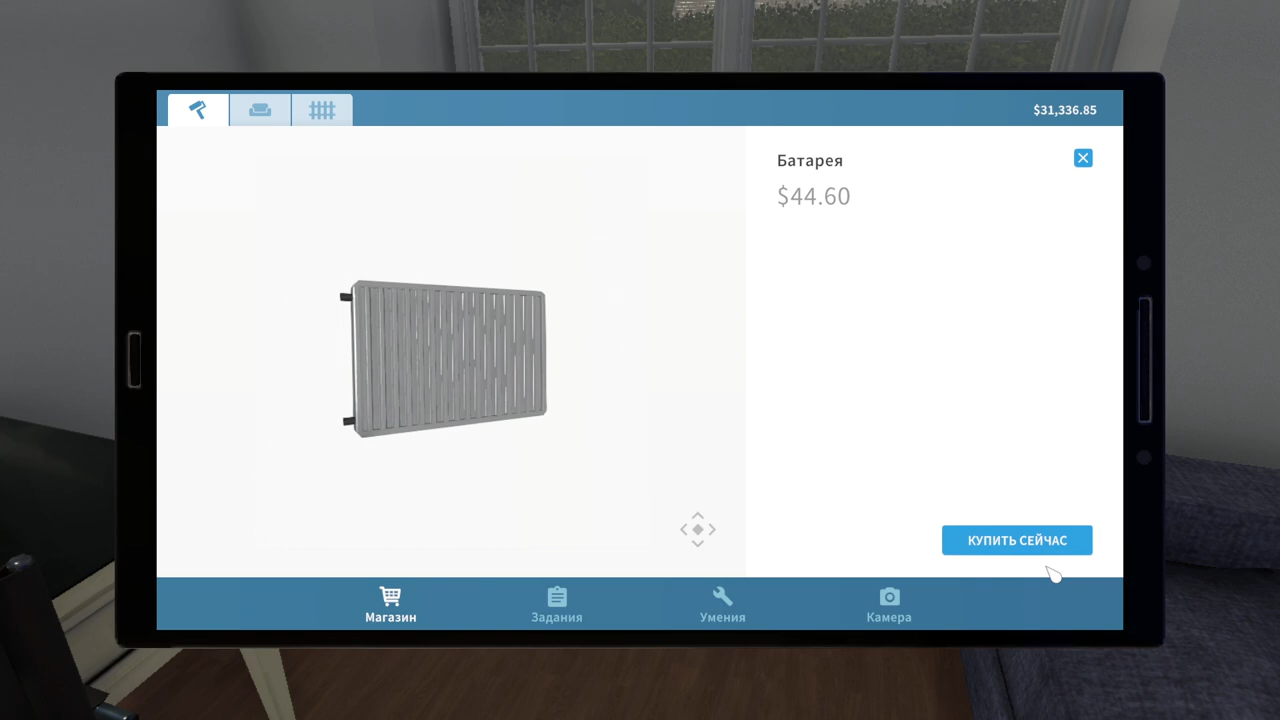 $31,336.85
Батарея
$44.60
КУПИТЬ СЕЙЧАС
Магазин
Задания
Умения
Камера